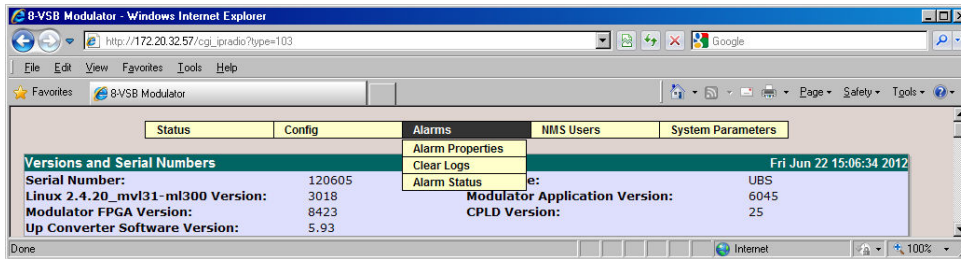 8-VSB Modulator - Windows Internet Explorer
http://172.20.32.57/cgi_ipradio?type=103
Google
File Edit View Favorites Tools Help
Favorites 8-VSB Modulator Page Safety Tools
Status Config Alarms NMS Users System Parameters
Alarm Properties
Versions and Serial Numbers Clear Logs Fri Jun 22 15:06:34 2012
Serial Number: 120605 Alarm Status e: UBS
Linux 2.4.20_mvl31-ml300 Version: 3018 Modulator Application Version: 6045
Modulator FPGA Version: 8423 CPLD Version: 25
Up Converter Software Version: 5.93
Done Internet 100%